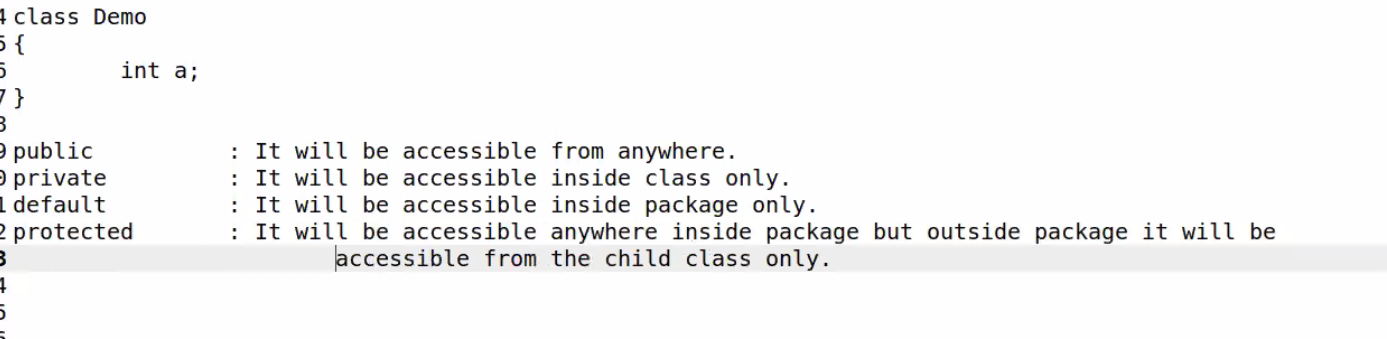 4 class Demo
5 {
6         int a;
7 }
8
9 public          : It will be accessible from anywhere.
0 private         : It will be accessible inside class only.
1 default         : It will be accessible inside package only.
2 protected       : It will be accessible anywhere inside package but outside package it will be
3                         accessible from the child class only.
4
5